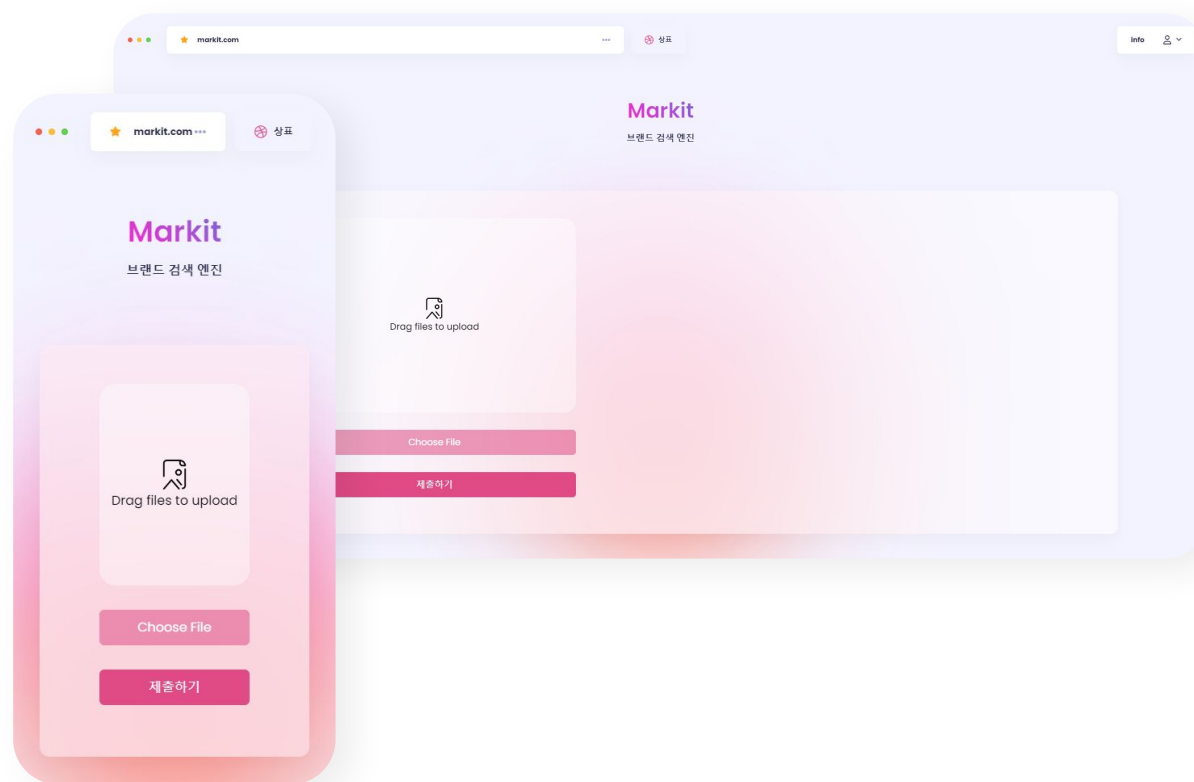 markit.com
상표
info
Markit
브랜드 검색 엔진
Drag files to upload
Choose File
제출하기
markit.com
상표
Markit
브랜드 검색 엔진
Drag files to upload
Choose File
제출하기